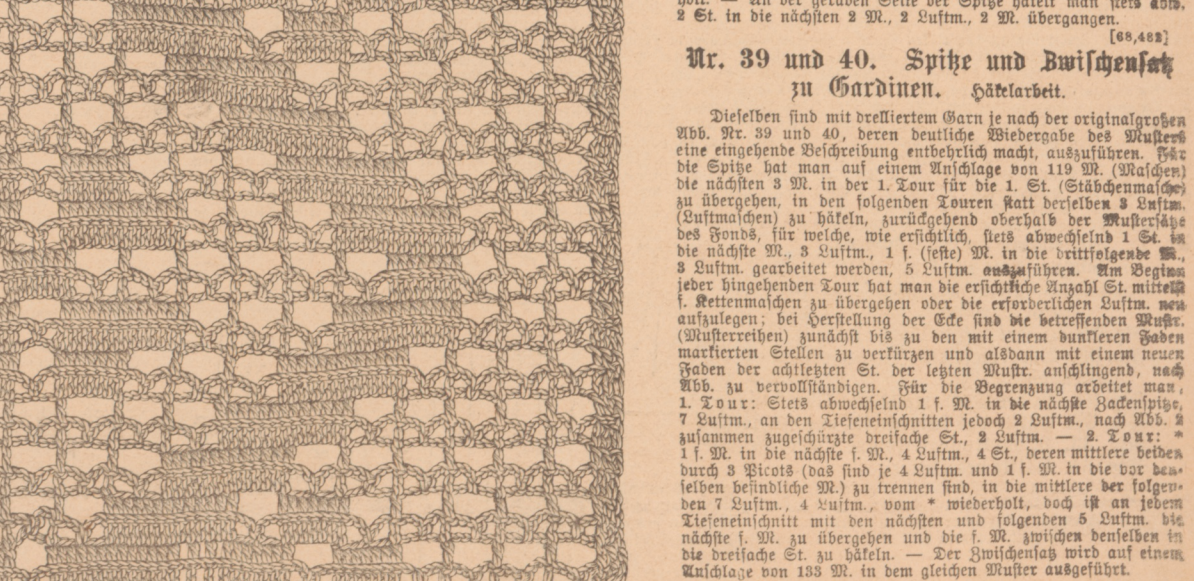 2 St. in die nächsten 2 M., 2 Luftm., 2 M. übergangen.
[68,482]
Nr. 39 und 40. Spitze und Zwischensatz
zu Gardinen. Häkelarbeit.
Dieselben sind mit drelliertem Garn je nach der originalgroßen
Abb. Nr. 39 und 40, deren deutliche Wiedergabe des Musters
eine eingehende Beschreibung entbehrlich macht, auszuführen. Für
die Spitze hat man auf einem Anschlage von 119 M. (Maschen)
die nächsten 3 M. in der 1. Tour für die 1. St. (Stäbchenmasche)
zu übergehen, in den folgenden Touren statt derselben 3 Luftm.
(Luftmaschen) zu häkeln, zurückgehend oberhalb der Mustersätze
des Fonds, für welche, wie ersichtlich, stets abwechselnd 1 St. in
die nächste M., 3 Luftm., 1 f. (feste) M. in die drittfolgende M.,
3 Luftm. gearbeitet werden, 5 Luftm. auszuführen. Am Beginn
jeder hingehenden Tour hat man die ersichtliche Anzahl St. mittels
f. Kettenmaschen zu übergehen oder die erforderlichen Luftm. neu
aufzulegen; bei Herstellung der Ecke sind die betreffenden Mustr.
(Musterreihen) zunächst bis zu den mit einem dunkleren Faden
markierten Stellen zu verkürzen und alsdann mit einem neuen
Faden der achtletzten St. der letzten Mustr. anschlingend, nach
Abb. zu vervollständigen. Für die Begrenzung arbeitet man,
1. Tour: Stets abwechselnd 1 f. M. in die nächste Zackenspitze,
7 Luftm., an den Tiefeneinschnitten jedoch 2 Luftm., nach Abb. 2
zusammen zugeschürzte dreifache St., 2 Luftm. — 2. Tour: *
1 f. M. in die nächste f. M., 4 Luftm., 4 St., deren mittlere beiden
durch 3 Picots (das sind je 4 Luftm. und 1 f. M. in die vor den-
selben befindliche M.) zu trennen sind, in die mittlere der folgen-
den 7 Luftm., 4 Luftm., vom * wiederholt, doch ist an jedem
Tiefeneinschnitt mit den nächsten und folgenden 5 Luftm. die
nächste f. M. zu übergehen und die f. M. zwischen denselben in
die dreifache St. zu häkeln. — Der Zwischensatz wird auf einem
Anschlage von 133 M. in dem gleichen Muster ausgeführt.